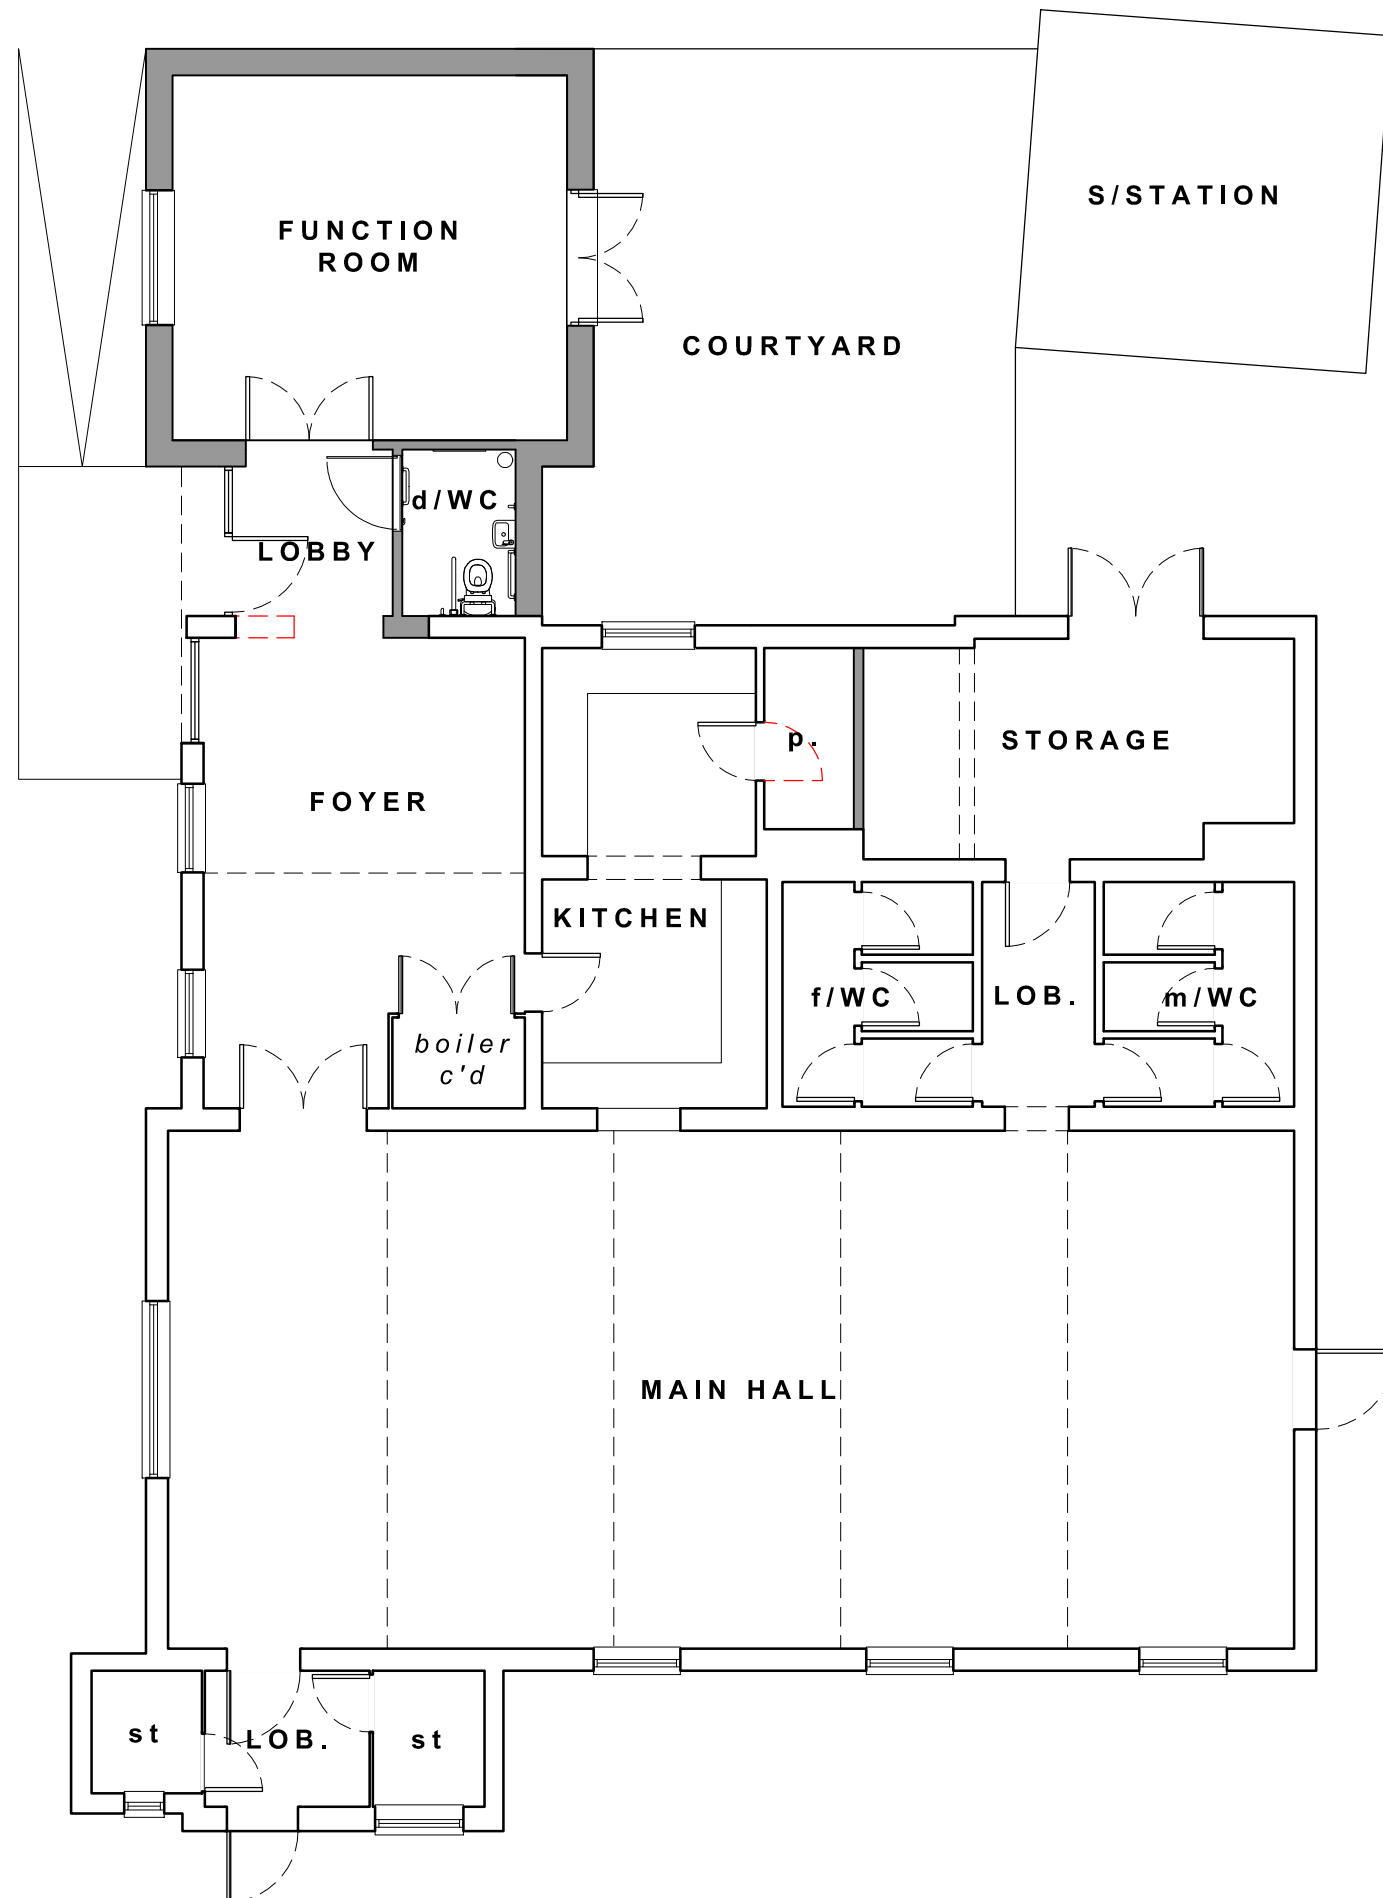 S/STATION
FUNCTION
ROOM
COURTYARD
d/WC
LOBBY
p.
STORAGE
FOYER
KITCHEN
f/WC
LOB.
m/WC
boiler
c'd
MAIN HALL
st
LOB.
st